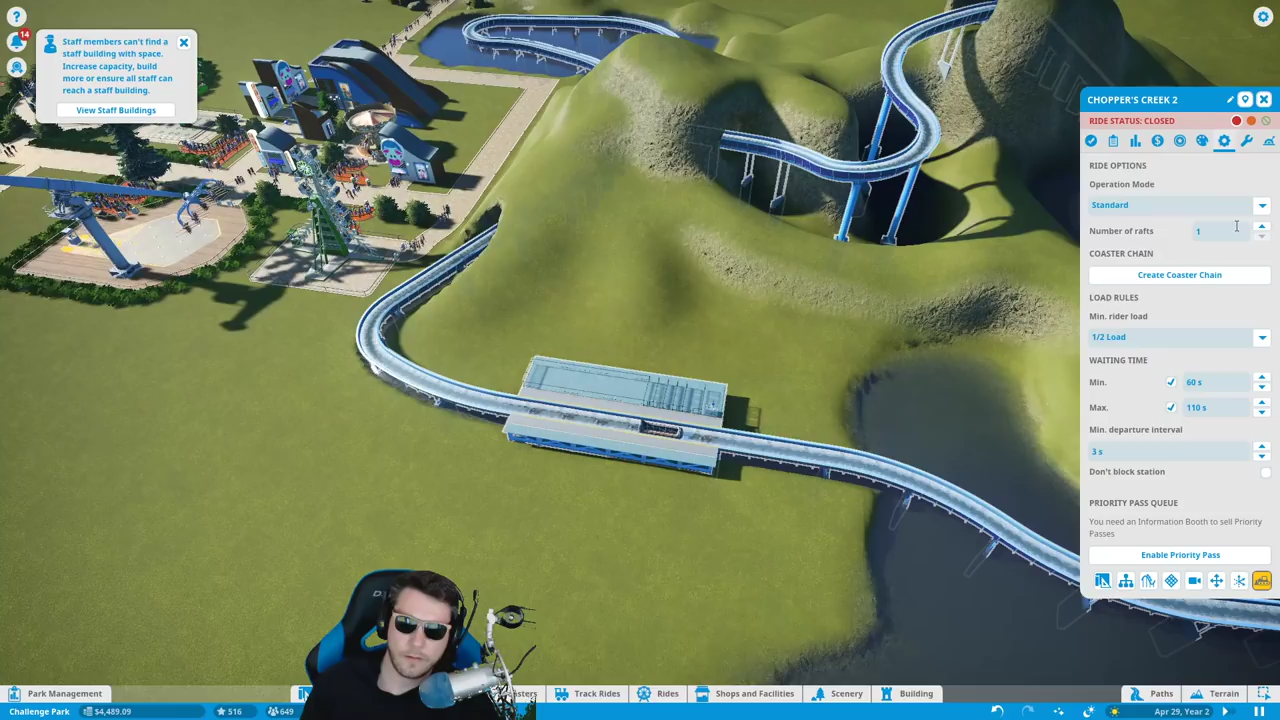 ?
14
Staff members can't find a
staff building with space.
Increase capacity, build
more or ensure all staff can
reach a staff building.
View Staff Buildings
CHOPPER'S CREEK 2
RIDE STATUS: CLOSED
RIDE OPTIONS
Operation Mode
Standard
Number of rafts 1
COASTER CHAIN
Create Coaster Chain
LOAD RULES
Min. rider load
1/2 Load
WAITING TIME
Min. 60 s
Max. 110 s
Min. departure interval
3 s
Don't block station
PRIORITY PASS QUEUE
You need an Information Booth to sell Priority
Passes
Enable Priority Pass
Park Management
Track Rides
Rides
Shops and Facilities
Scenery
Building
Paths
Terrain
Challenge Park
$4,489.09
516
649
Apr 29, Year 2